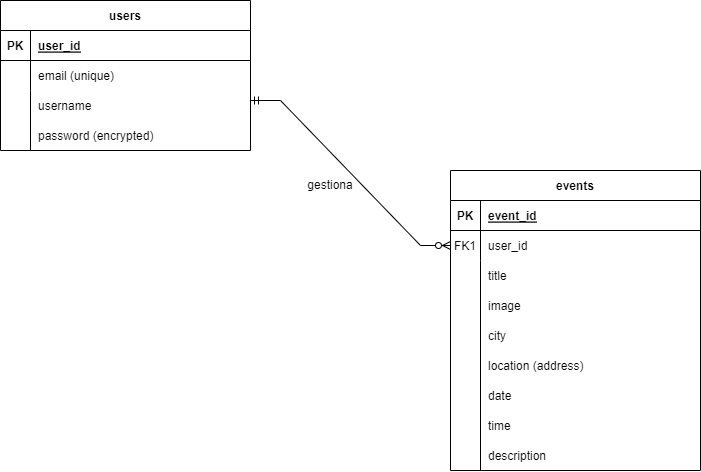 users
PK user_id
email (unique)
username
password (encrypted)
gestiona
events
PK event_id
FK1 user_id
title
image
city
location (address)
date
time
description